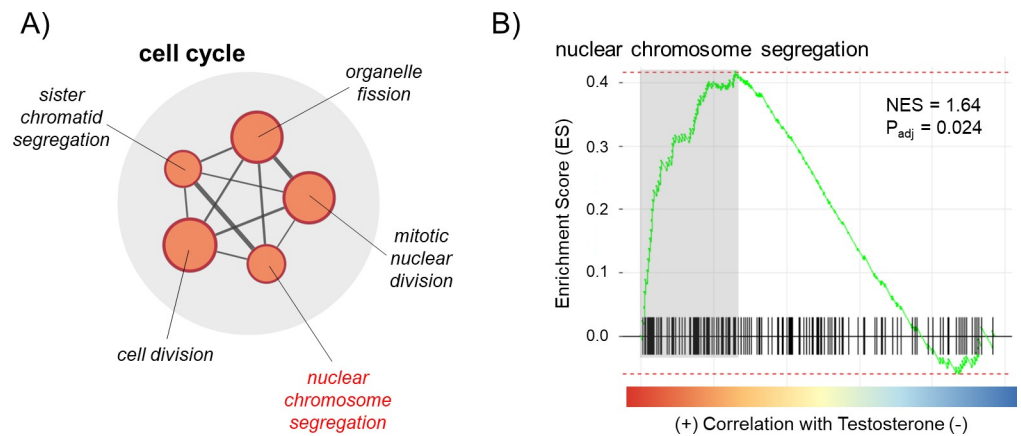 A)
cell cycle
sister
chromatid
segregation
organelle
fission
mitotic
nuclear
division
cell division
nuclear
chromosome
segregation
B)
nuclear chromosome segregation
NES = 1.64
P_adj = 0.024
Enrichment Score (ES)
0.4
0.3
0.2
0.1
0.0
(+) Correlation with Testosterone (-)